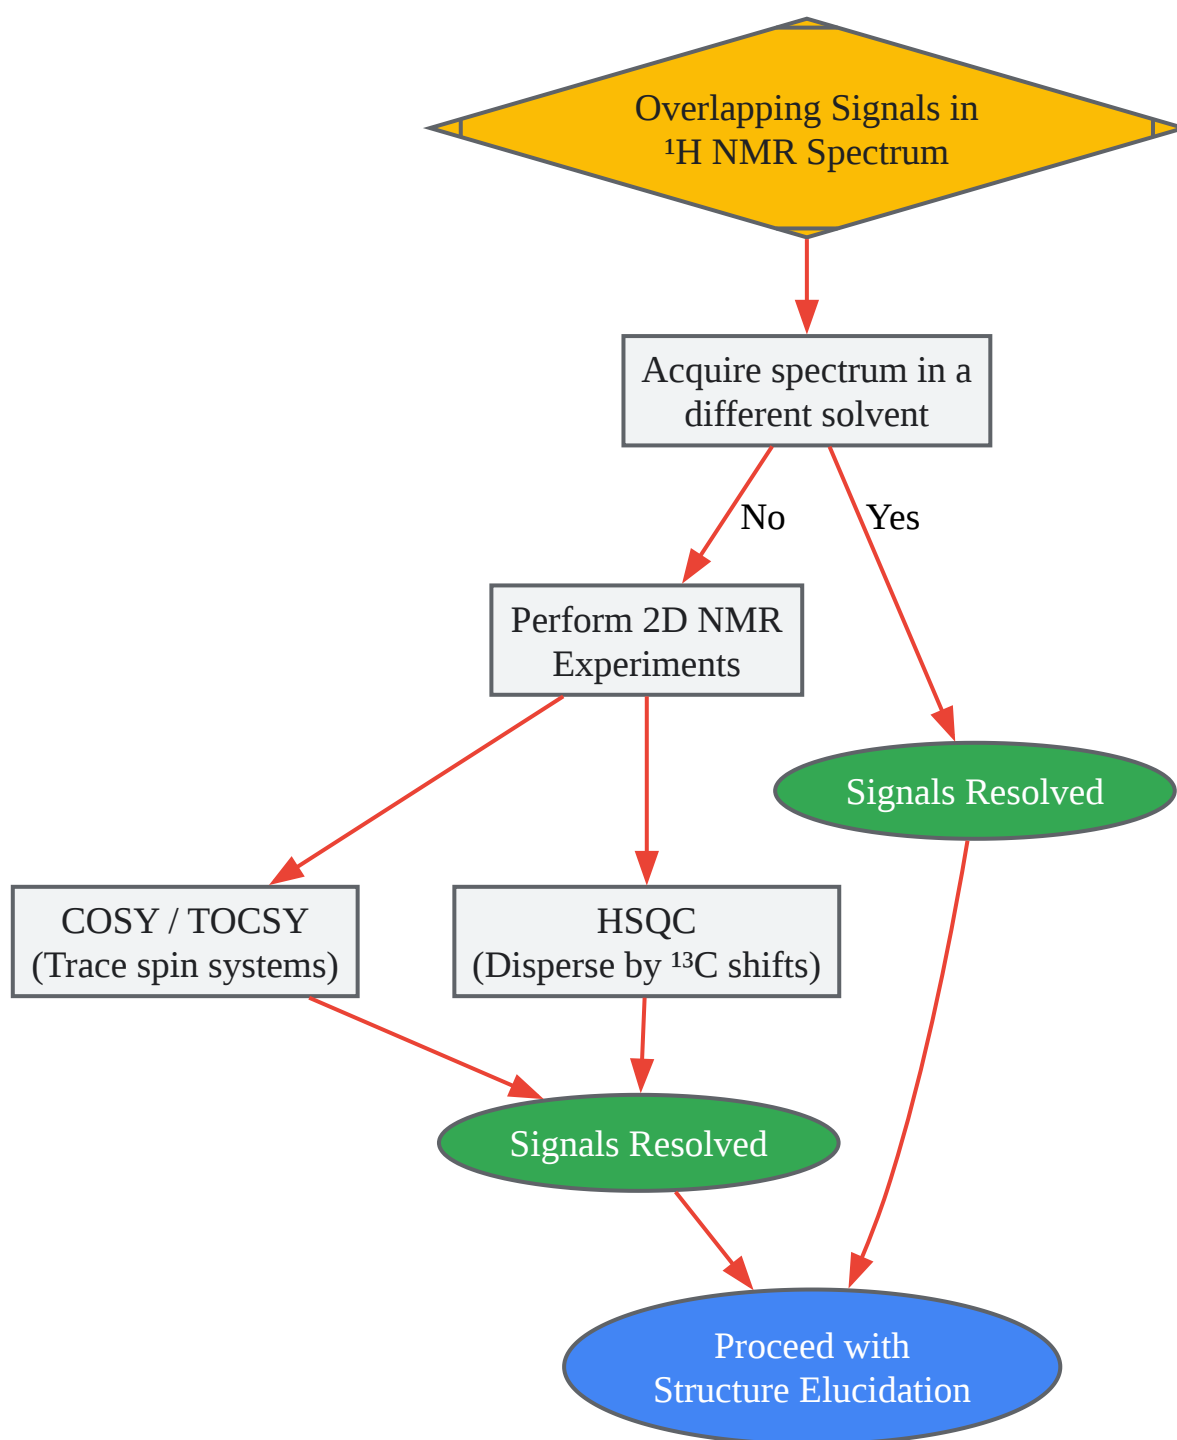 Overlapping Signals in
¹H NMR Spectrum
Acquire spectrum in a
different solvent
No
Yes
Perform 2D NMR
Experiments
Signals Resolved
COSY / TOCSY
(Trace spin systems)
HSQC
(Disperse by ¹³C shifts)
Signals Resolved
Proceed with
Structure Elucidation